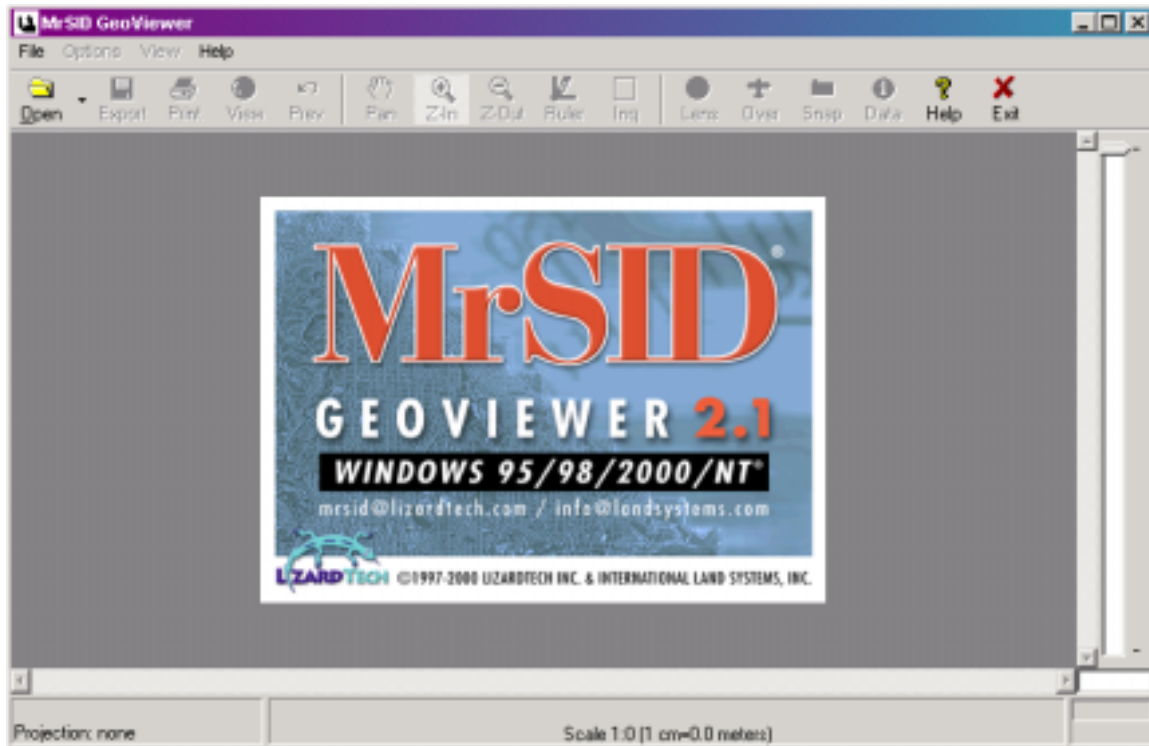 MrSID GeoViewer
File Options View Help
Open Export Print View Prev Pan Z-In Z-Out Ruler Inq Lens Over Snap Data Help Exit
MrSID®
GEOVIEWER 2.1
WINDOWS 95/98/2000/NT®
mrsid@lizardtech.com / info@landsystems.com
LIZARDTECH ©1997-2000 LIZARDTECH INC. & INTERNATIONAL LAND SYSTEMS, INC.
Projection: none Scale 1:0 (1 cm=0.0 meters)